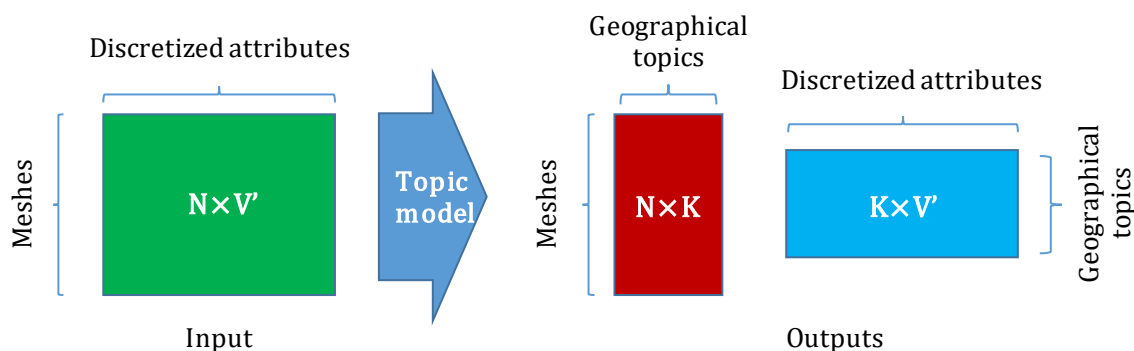 Discretized attributes
Meshes
N×V’
Input
Topic
model
Geographical
topics
Meshes
N×K
Discretized attributes
K×V’
Geographical
topics
Outputs